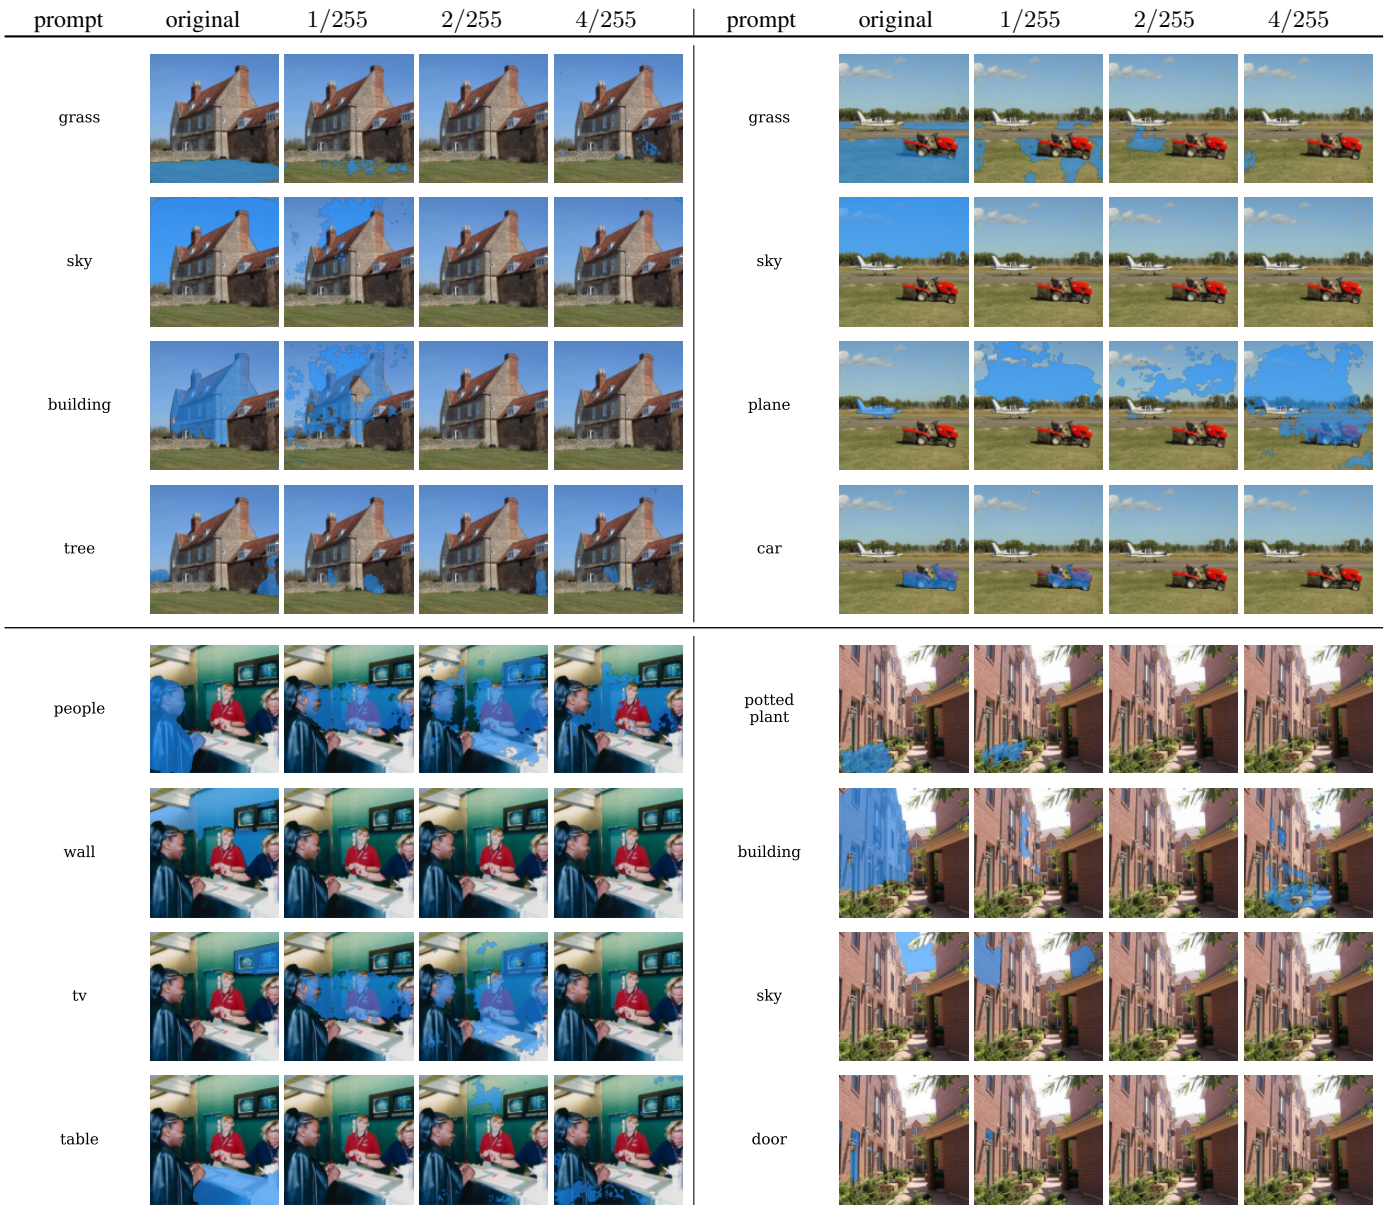 prompt original 1/255 2/255 4/255 prompt original 1/255 2/255 4/255
grass
sky
building
tree
grass
sky
plane
car
people
wall
tv
table
potted
plant
building
sky
door